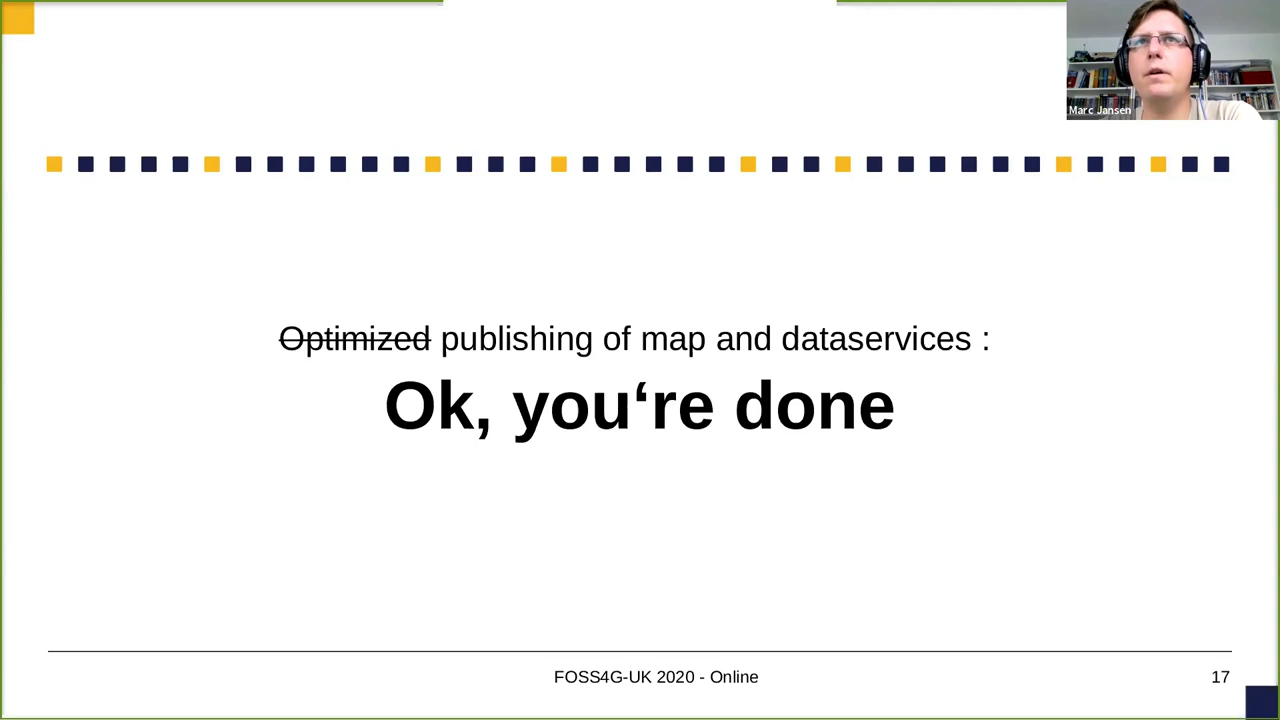 Marc Jansen
Optimized publishing of map and dataservices :
Ok, you‘re done
FOSS4G-UK 2020 - Online
17